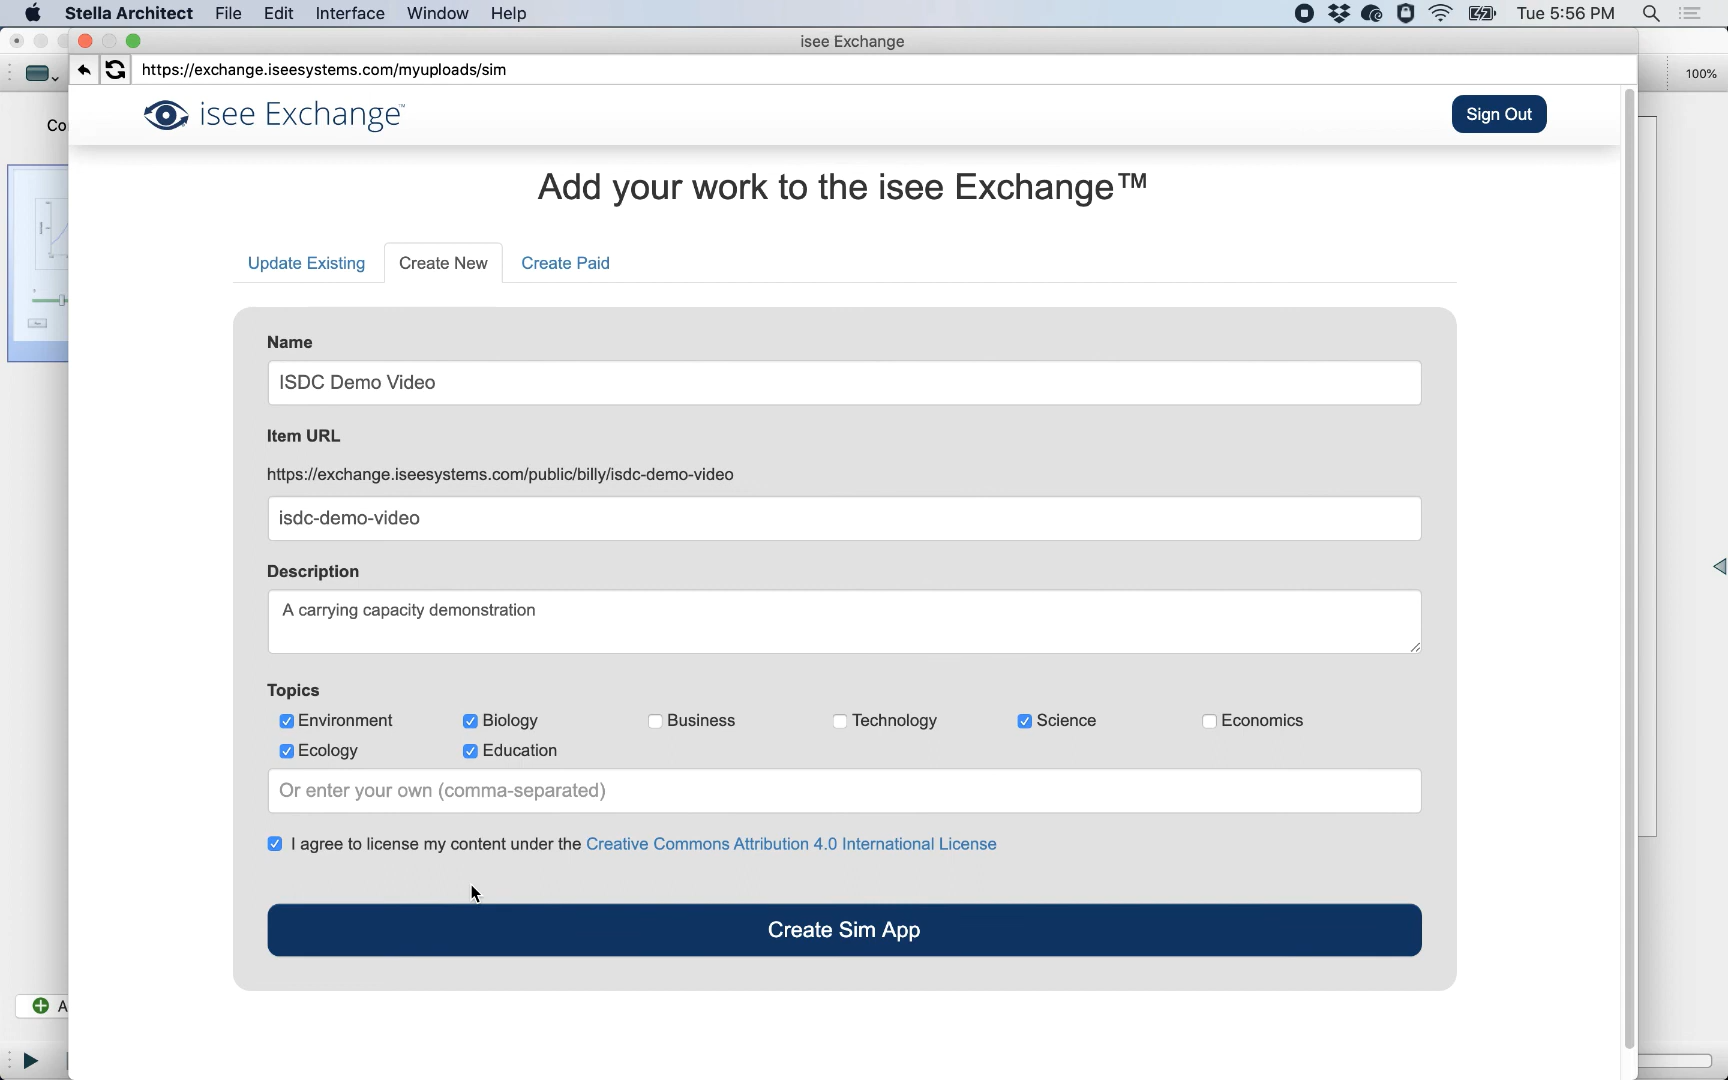 Stella Architect File Edit Interface Window Help Tue 5:56 PM
isee Exchange
https://exchange.iseesystems.com/myuploads/sim
100%
isee Exchange™ Sign Out
Co
Add your work to the isee Exchange™
Update Existing Create New Create Paid
Name
ISDC Demo Video
Item URL
https://exchange.iseesystems.com/public/billy/isdc-demo-video
isdc-demo-video
Description
A carrying capacity demonstration
Topics
Environment Biology Business Technology Science Economics
Ecology Education
Or enter your own (comma-separated)
I agree to license my content under the Creative Commons Attribution 4.0 International License
Create Sim App
A